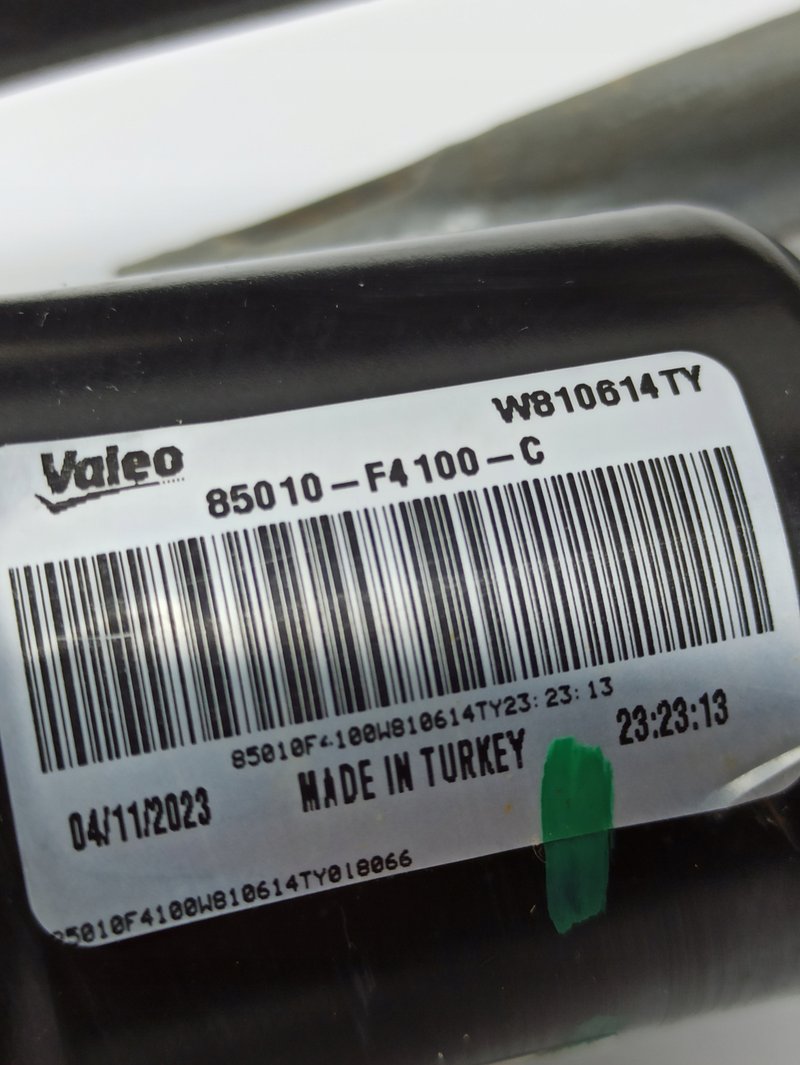 W810614TY
Valeo
85010-F4100-C
85010F4100W810614TY23:23:13
23:23:13
MADE IN TURKEY
04/11/2023
85010F4100W810614TY018066